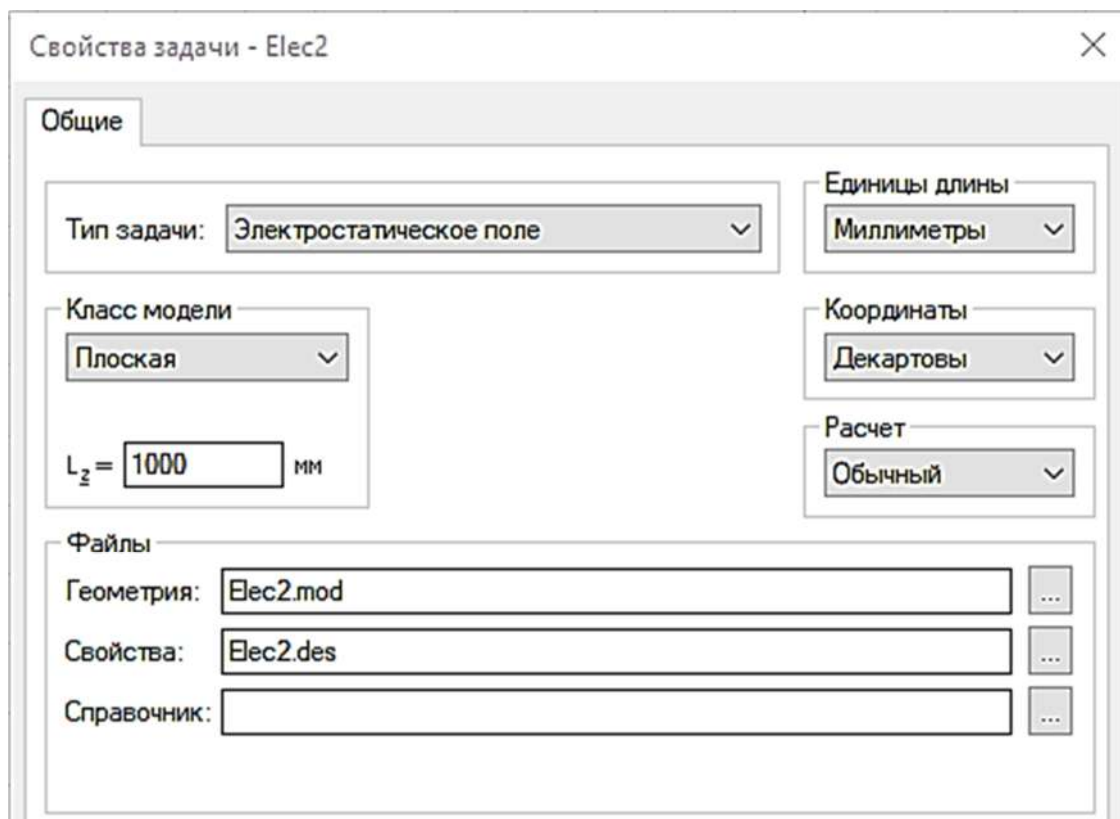 Свойства задачи - Elec2
Общие
Тип задачи: Электростатическое поле
Единицы длины
Миллиметры
Класс модели
Плоская
Lz = 1000 мм
Координаты
Декартовы
Расчет
Обычный
Файлы
Геометрия: Elec2.mod ...
Свойства: Elec2.des ...
Справочник: ...